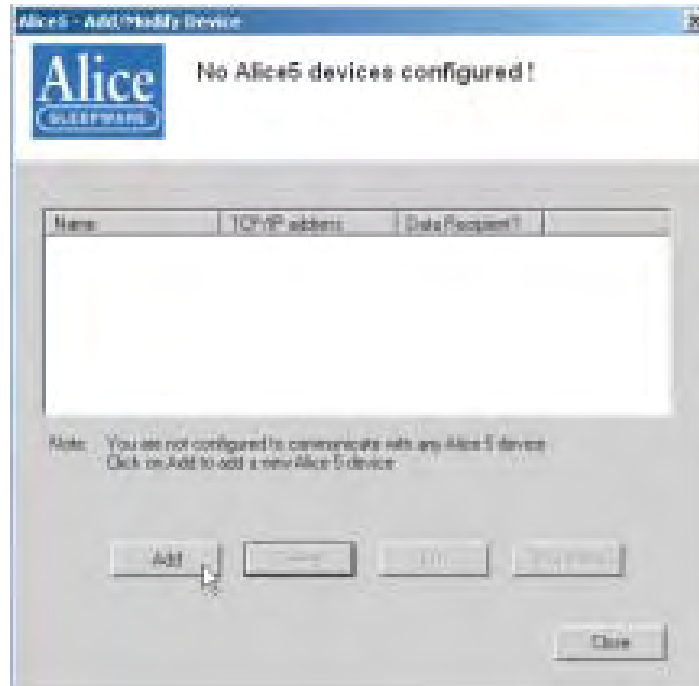 Alice5 - Add/Modify Device
Alice
SLEEPWARE
No Alice5 devices configured!
Name TCP/IP address Data Recipient?
Note: You are not configured to communicate with any Alice 5 device
Click on Add to add a new Alice 5 device
Add
Close